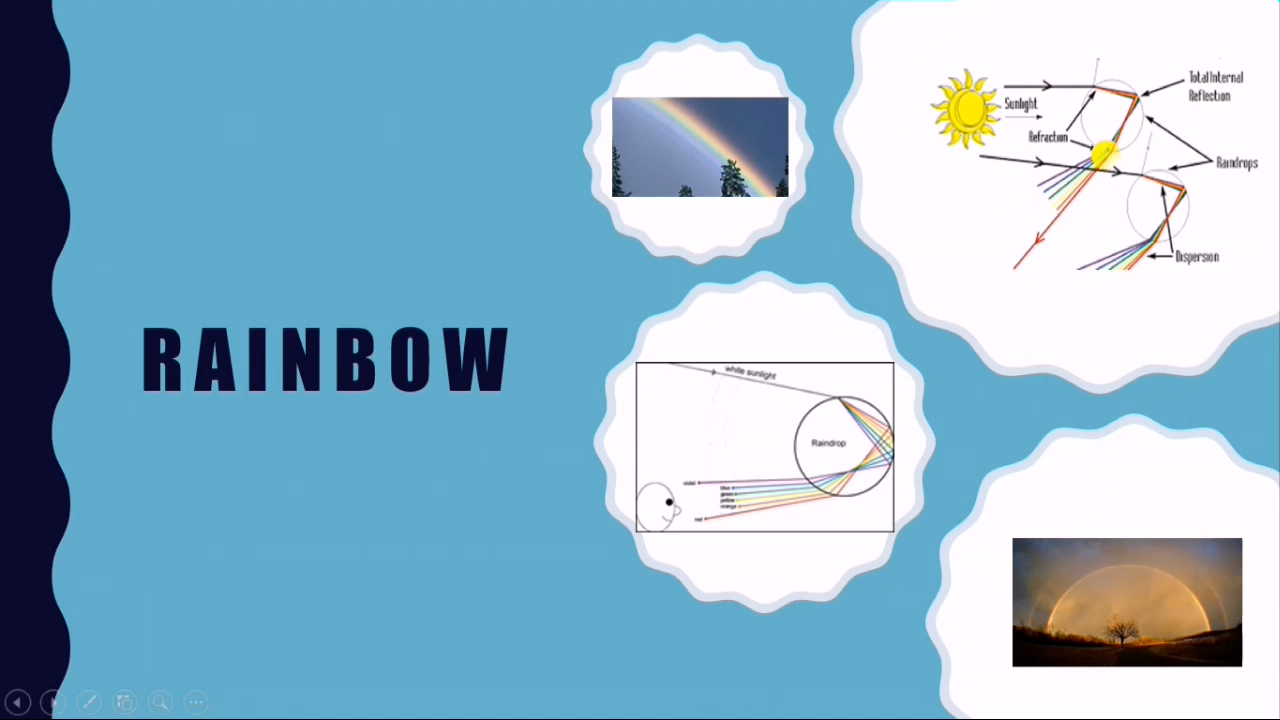 RAINBOW
Sunlight
Total Internal
Reflection
Refraction
Raindrops
Dispersion
white sunlight
Raindrop
violet
blue
green
yellow
orange
red